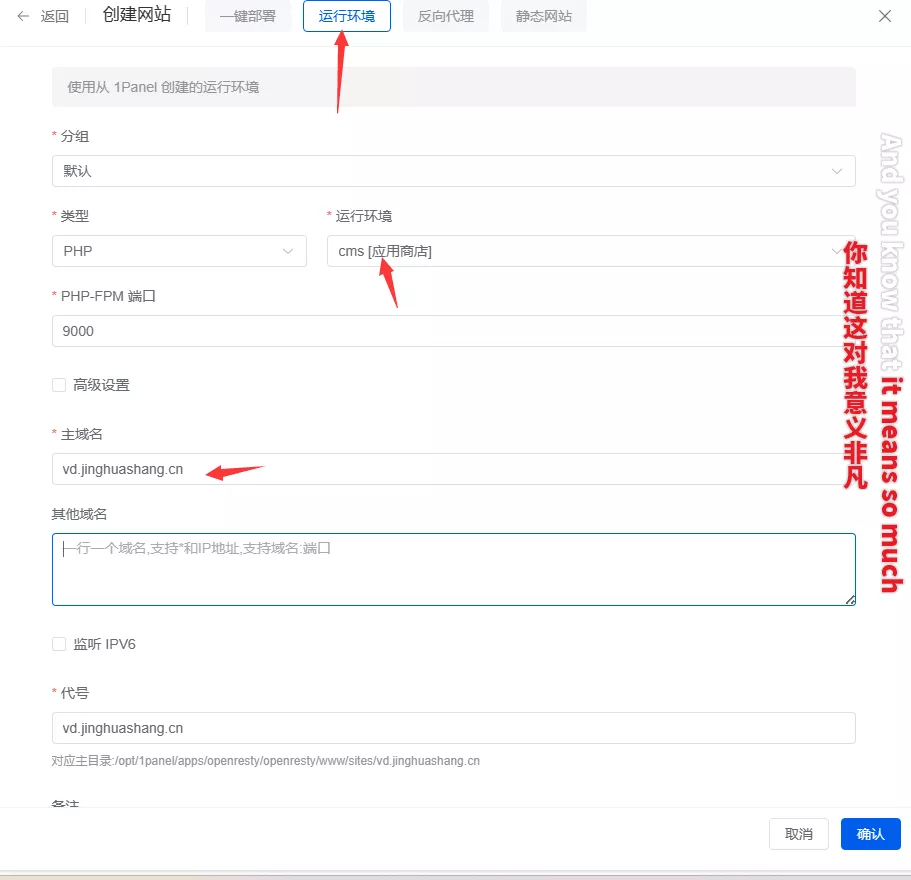 返回
创建网站
一键部署
运行环境
反向代理
静态网站
使用从 1Panel 创建的运行环境
* 分组
默认
* 类型
* 运行环境
PHP
cms [应用商店]
* PHP-FPM 端口
9000
高级设置
* 主域名
vd.jinghuashang.cn
其他域名
一行一个域名,支持*和IP地址,支持域名:端口
监听 IPV6
* 代号
vd.jinghuashang.cn
对应主目录:/opt/1panel/apps/openresty/openresty/www/sites/vd.jinghuashang.cn
备注
取消
确认
And you know that it means so much
你知道这对我意义非凡